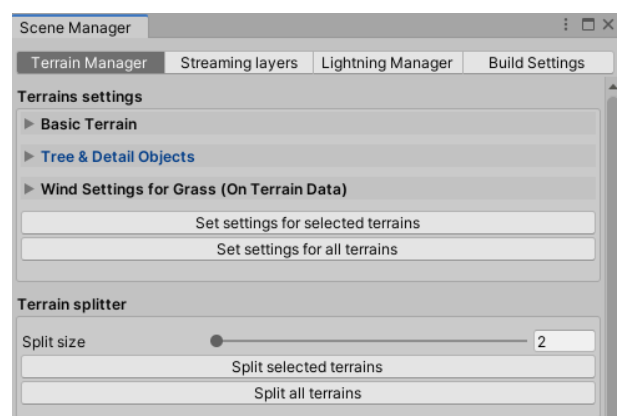 Scene Manager
Terrain Manager Streaming layers Lightning Manager Build Settings
Terrains settings
Basic Terrain
Tree & Detail Objects
Wind Settings for Grass (On Terrain Data)
Set settings for selected terrains
Set settings for all terrains
Terrain splitter
Split size 2
Split selected terrains
Split all terrains